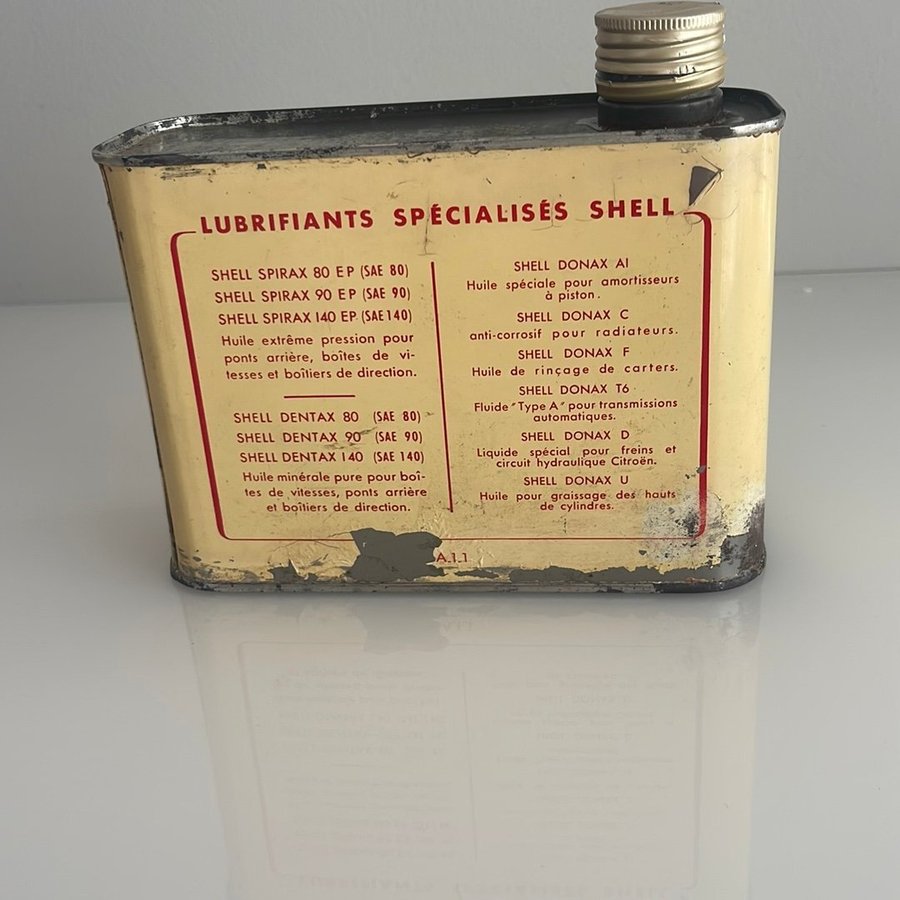 LUBRIFIANTS SPÉCIALISÉS SHELL
SHELL SPIRAX 80 EP (SAE 80)
SHELL SPIRAX 90 EP (SAE 90)
SHELL SPIRAX 140 EP (SAE 140)
Huile extrême pression pour
ponts arrière, boîtes de vi-
tesses et boîtiers de direction.
SHELL DENTAX 80 (SAE 80)
SHELL DENTAX 90 (SAE 90)
SHELL DENTAX 140 (SAE 140)
Huile minérale pure pour boî-
tes de vitesses, ponts arrière
et boîtiers de direction.
SHELL DONAX A1
Huile spéciale pour amortisseurs
à piston.
SHELL DONAX C
anti-corrosif pour radiateurs.
SHELL DONAX F
Huile de rinçage de carters.
SHELL DONAX T6
Fluide "Type A" pour transmissions
automatiques.
SHELL DONAX D
Liquide spécial pour freins et
circuit hydraulique Citroën.
SHELL DONAX U
Huile pour graissage des hauts
de cylindres.
A.1.1